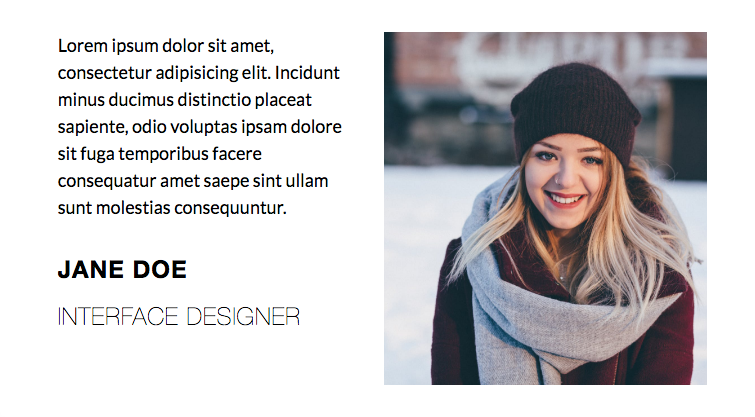 Lorem ipsum dolor sit amet,
consectetur adipisicing elit. Incidunt
minus ducimus distinctio placeat
sapiente, odio voluptas ipsam dolore
sit fuga temporibus facere
consequatur amet saepe sint ullam
sunt molestias consequuntur.
JANE DOE
INTERFACE DESIGNER